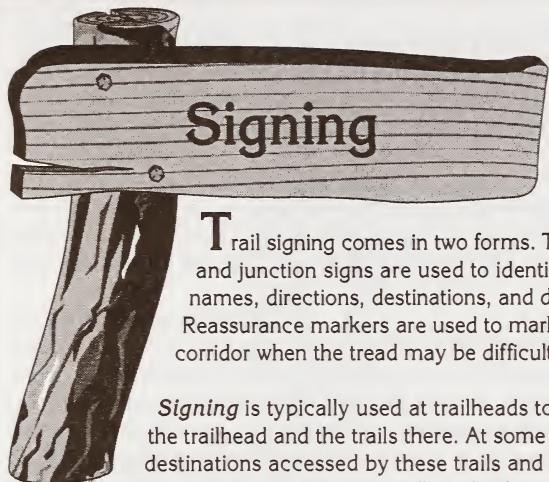 Signing
Trail signing comes in two forms.
and junction signs are used to identi
names, directions, destinations, and d
Reassurance markers are used to mark
corridor when the tread may be difficult
Signing is typically used at trailheads to
the trailhead and the trails there. At some
destinations accessed by these trails and